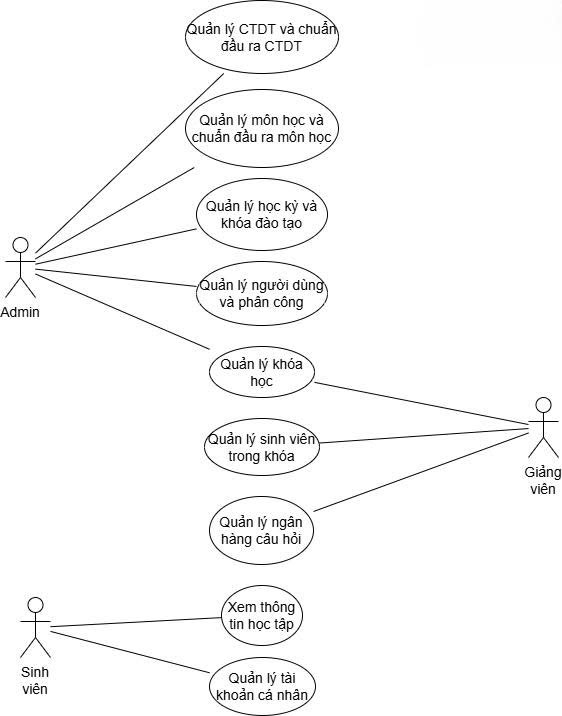 Quản lý CTDT và chuẩn
đầu ra CTDT
Quản lý môn học và
chuẩn đầu ra môn học
Quản lý học kỳ và
khóa đào tạo
Quản lý người dùng
và phân công
Admin
Quản lý khóa
học
Quản lý sinh viên
trong khóa
Giảng
viên
Quản lý ngân
hàng câu hỏi
Xem thông
tin học tập
Sinh
viên
Quản lý tài
khoản cá nhân